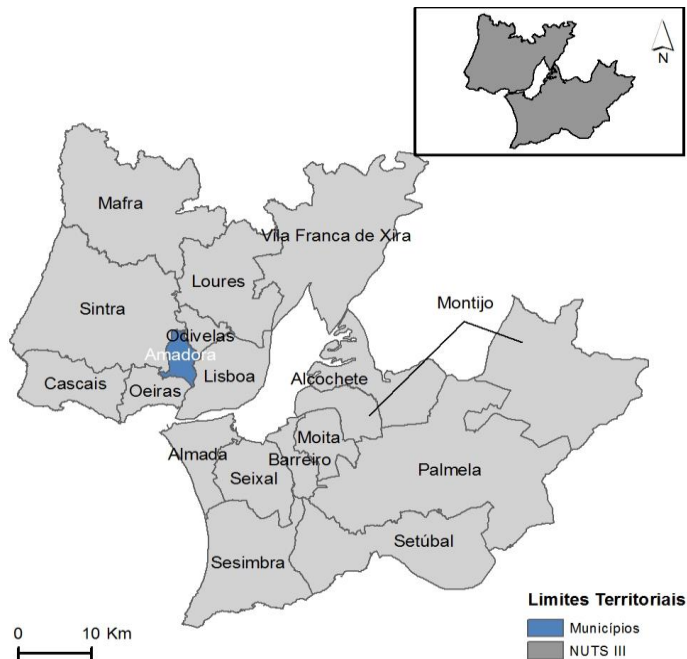 N
Mafra
Vila Franca de Xira
Loures
Sintra
Montijo
Odivelas
Amadora
Lisboa
Alcochete
Cascais
Oeiras
Moita
Almada
Barreiro
Palmela
Seixal
Setúbal
Sesimbra
Limites Territoriais
0 10 Km
Municípios
NUTS III